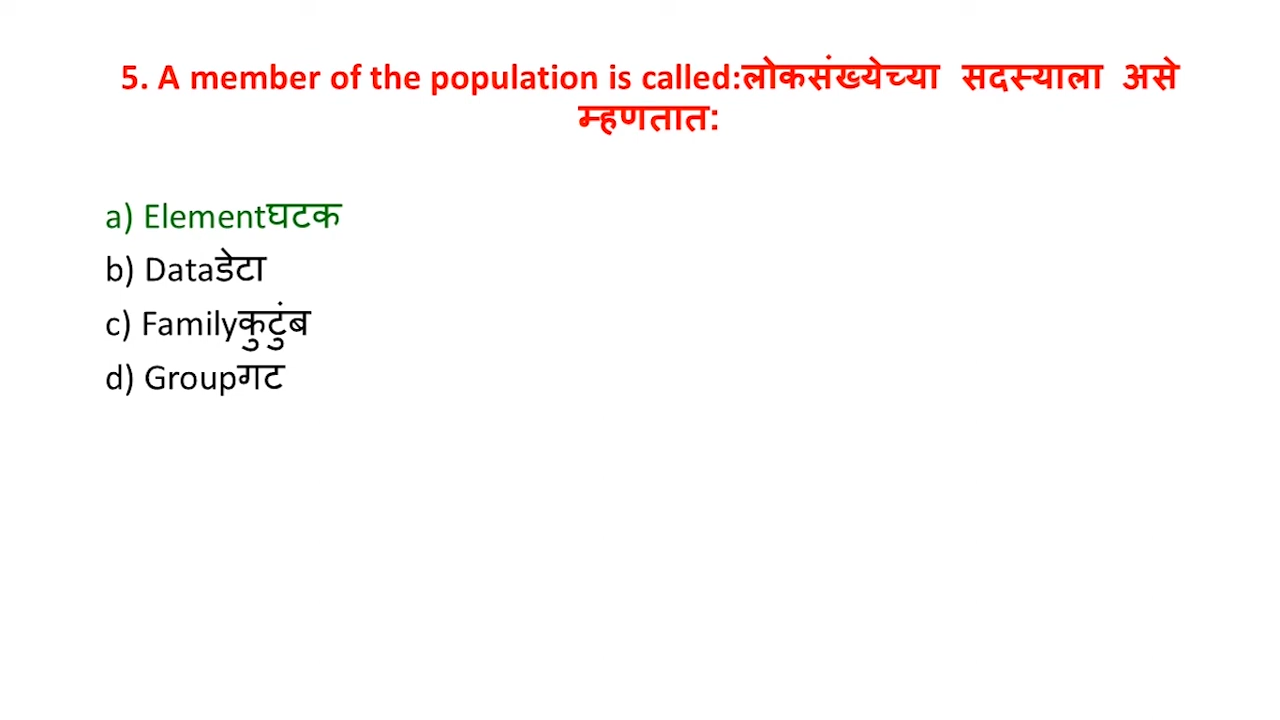 5. A member of the population is called:लोकसंख्येच्या सदस्याला असे
म्हणतात:
a) Elementघटक
b) Dataडेटा
c) Familyकुटुंब
d) Groupगट